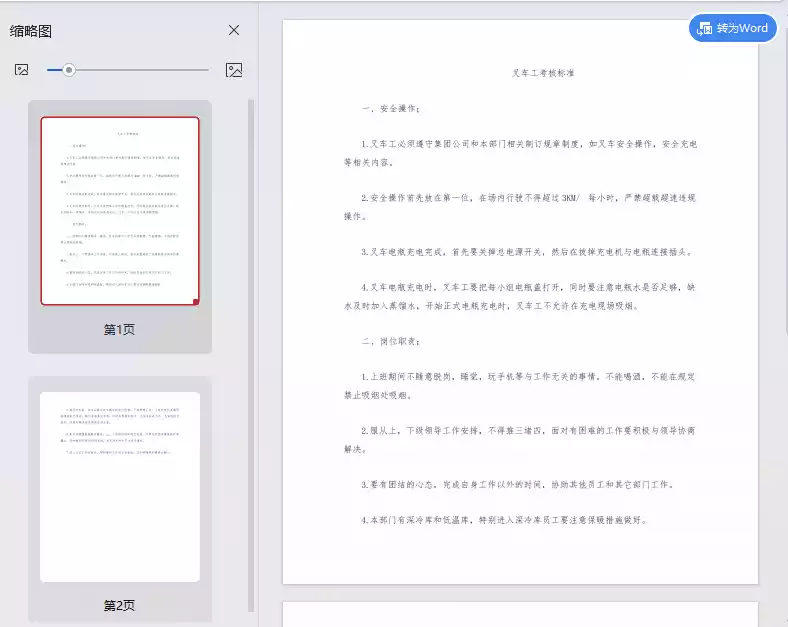 缩略图
转为Word
叉车工考核标准
一、安全操作：
1.叉车工必须遵守集团公司和本部门相关制订规章制度，如叉车安全操作，安全充电
等相关内容。
2.安全操作首先放在第一位，在场内行驶不得超过3KM/ 每小时，严禁超载超速违规
操作。
3.叉车电瓶充电完成，首先要关掉总电源开关，然后在拔掉充电机与电瓶连接插头。
4.叉车电瓶充电时，叉车工要把每小组电瓶盖打开，同时要注意电瓶水是否足够，缺
水及时加入蒸馏水，开始正式电瓶充电时，叉车工不允许在充电现场吸烟。
二、岗位职责：
1.上班期间不随意脱岗，睡觉，玩手机等与工作无关的事情，不能喝酒，不能在规定
禁止吸烟处吸烟。
2.服从上，下级领导工作安排，不得推三堵四，面对有困难的工作要积极与领导协商
解决。
3.要有团结的心态，完成自身工作以外的时间，协助其他员工和其它部门工作。
4.本部门有深冷库和低温库，特别进入深冷库员工要注意保暖措施做好。
第1页
第2页